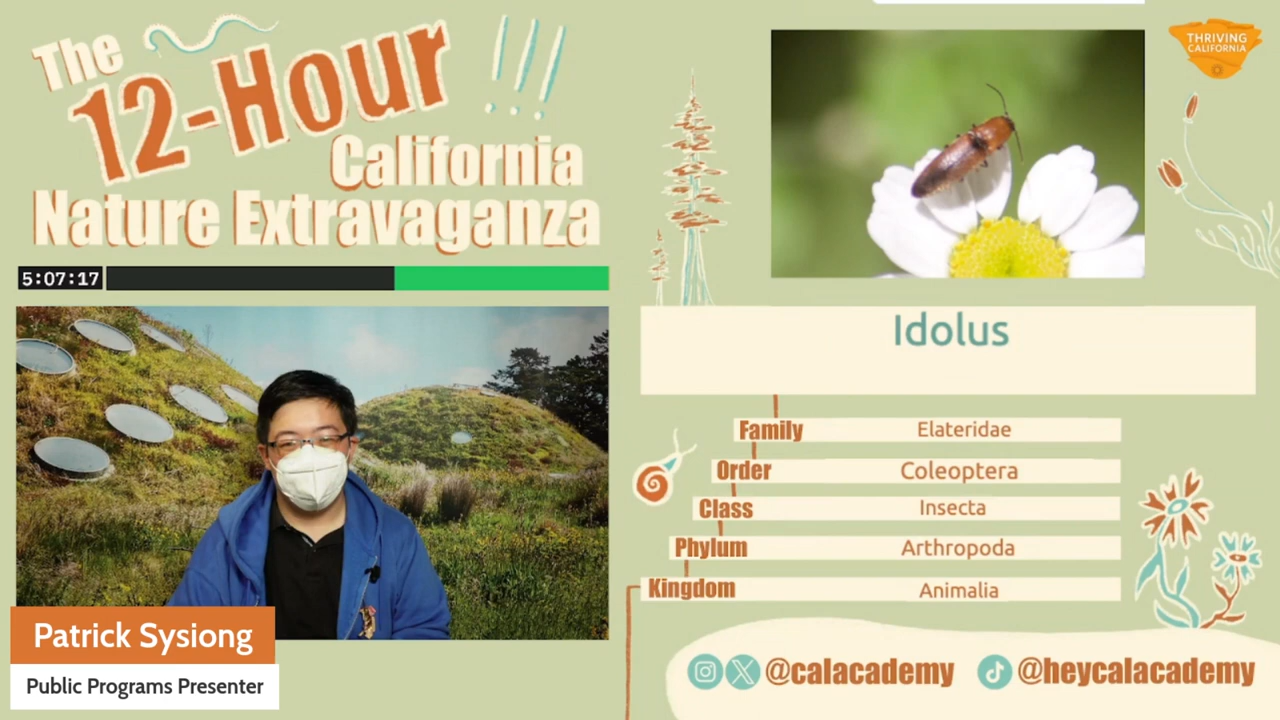 The
12-Hour !!!
California
Nature Extravaganza
5:07:17
THRIVING
CALIFORNIA
Idolus
Family Elateridae
Order Coleoptera
Class Insecta
Phylum Arthropoda
Kingdom Animalia
Patrick Sysiong
Public Programs Presenter
@calacademy @heycalacademy